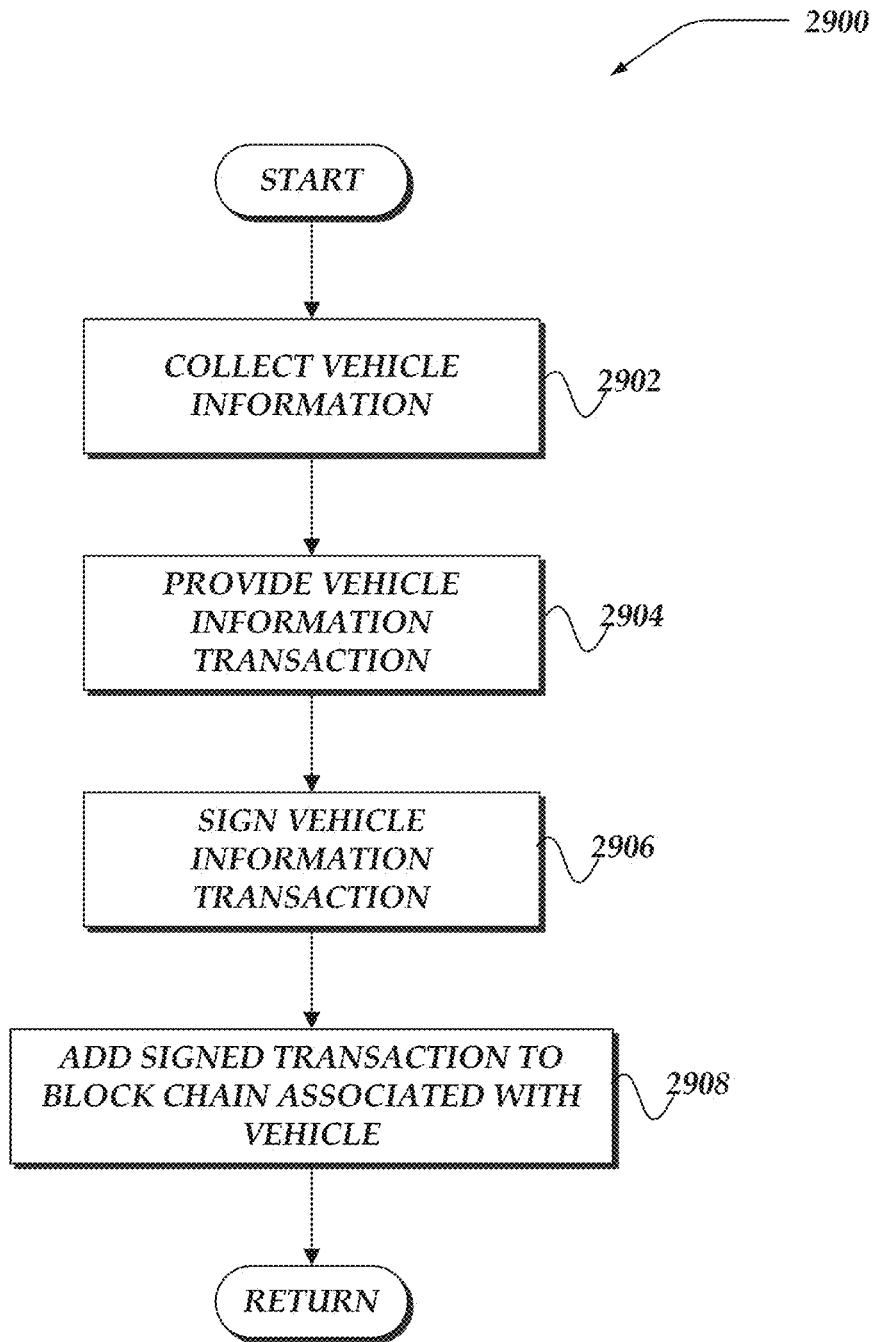 2900
START
COLLECT VEHICLE
INFORMATION
2902
PROVIDE VEHICLE
INFORMATION
TRANSACTION
2904
SIGN VEHICLE
INFORMATION
TRANSACTION
2906
ADD SIGNED TRANSACTION TO
BLOCK CHAIN ASSOCIATED WITH
VEHICLE
2908
RETURN